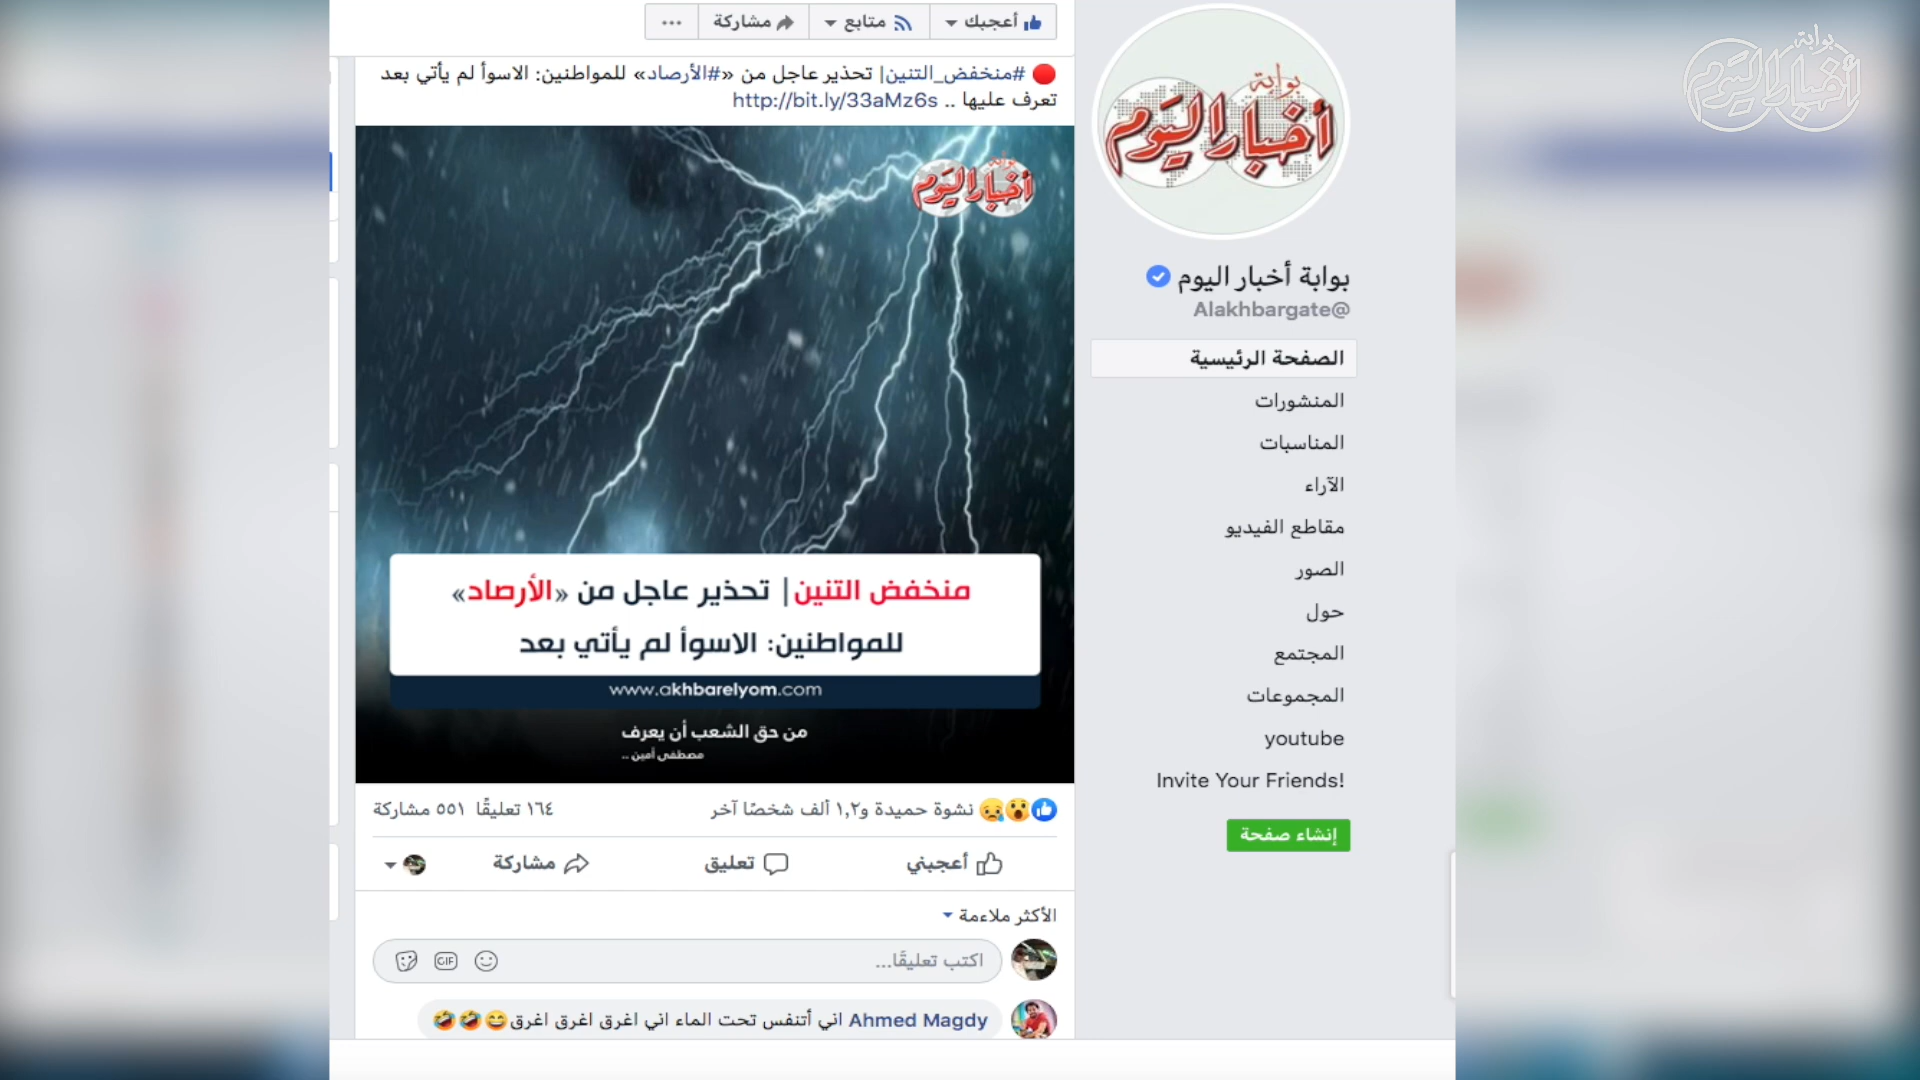 أعجبك
متابع
مشاركة
#منخفض_التنين| تحذير عاجل من «#الأرصاد» للمواطنين: الاسوأ لم يأتي بعد
تعرف عليها .. http://bit.ly/33aMz6s
بوابة
أخبار اليوم
منخفض التنين| تحذير عاجل من «الأرصاد»
للمواطنين: الاسوأ لم يأتي بعد
www.akhbarelyom.com
من حق الشعب أن يعرف
مصطفى أمين ..
نشوة حميدة و١,٢ ألف شخصًا آخر
١٦٤ تعليقًا ٥٥١ مشاركة
أعجبني
تعليق
مشاركة
الأكثر ملاءمة
اكتب تعليقًا...
GIF
Ahmed Magdy اني أتنفس تحت الماء اني اغرق اغرق اغرق😄🤣🤣
بوابة
أخبار اليوم
بوابة أخبار اليوم
@Alakhbargate
الصفحة الرئيسية
المنشورات
المناسبات
الآراء
مقاطع الفيديو
الصور
حول
المجتمع
المجموعات
youtube
Invite Your Friends!
إنشاء صفحة
بوابة
أخبار اليوم